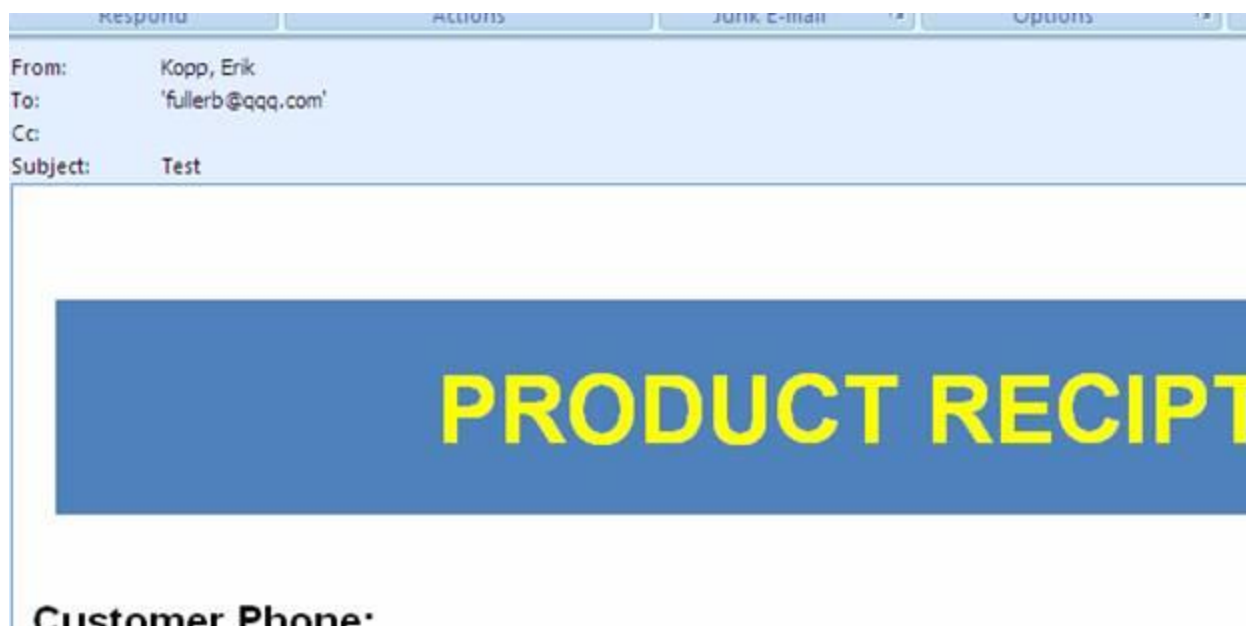 Respond Actions Junk E-mail Options
From: Kopp, Erik
To: 'fullerb@qqq.com'
Cc:
Subject: Test
PRODUCT RECIPT
Customer Phone: